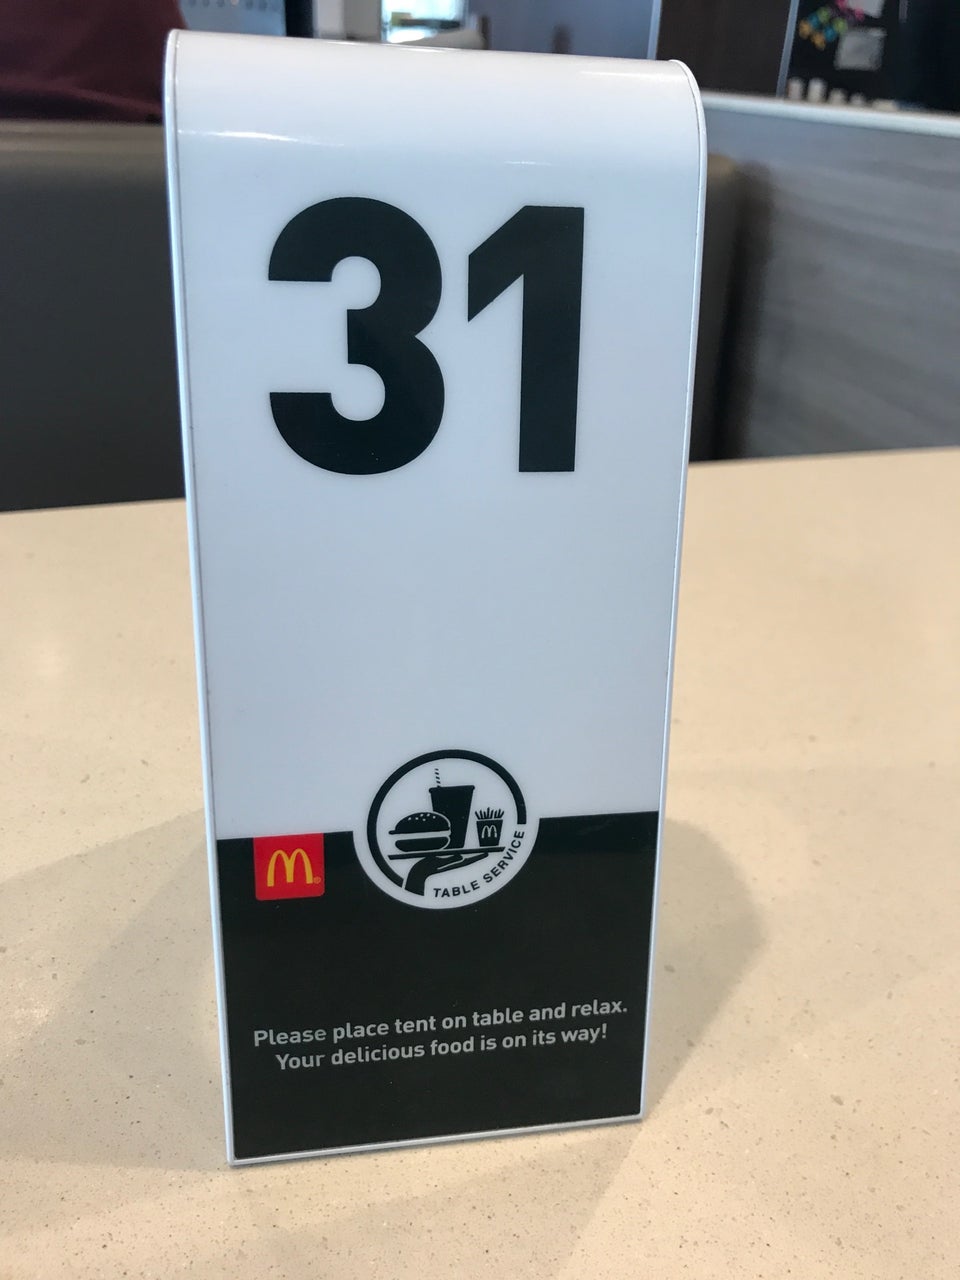 31
TABLE SERVICE
Please place tent on table and relax.
Your delicious food is on its way!